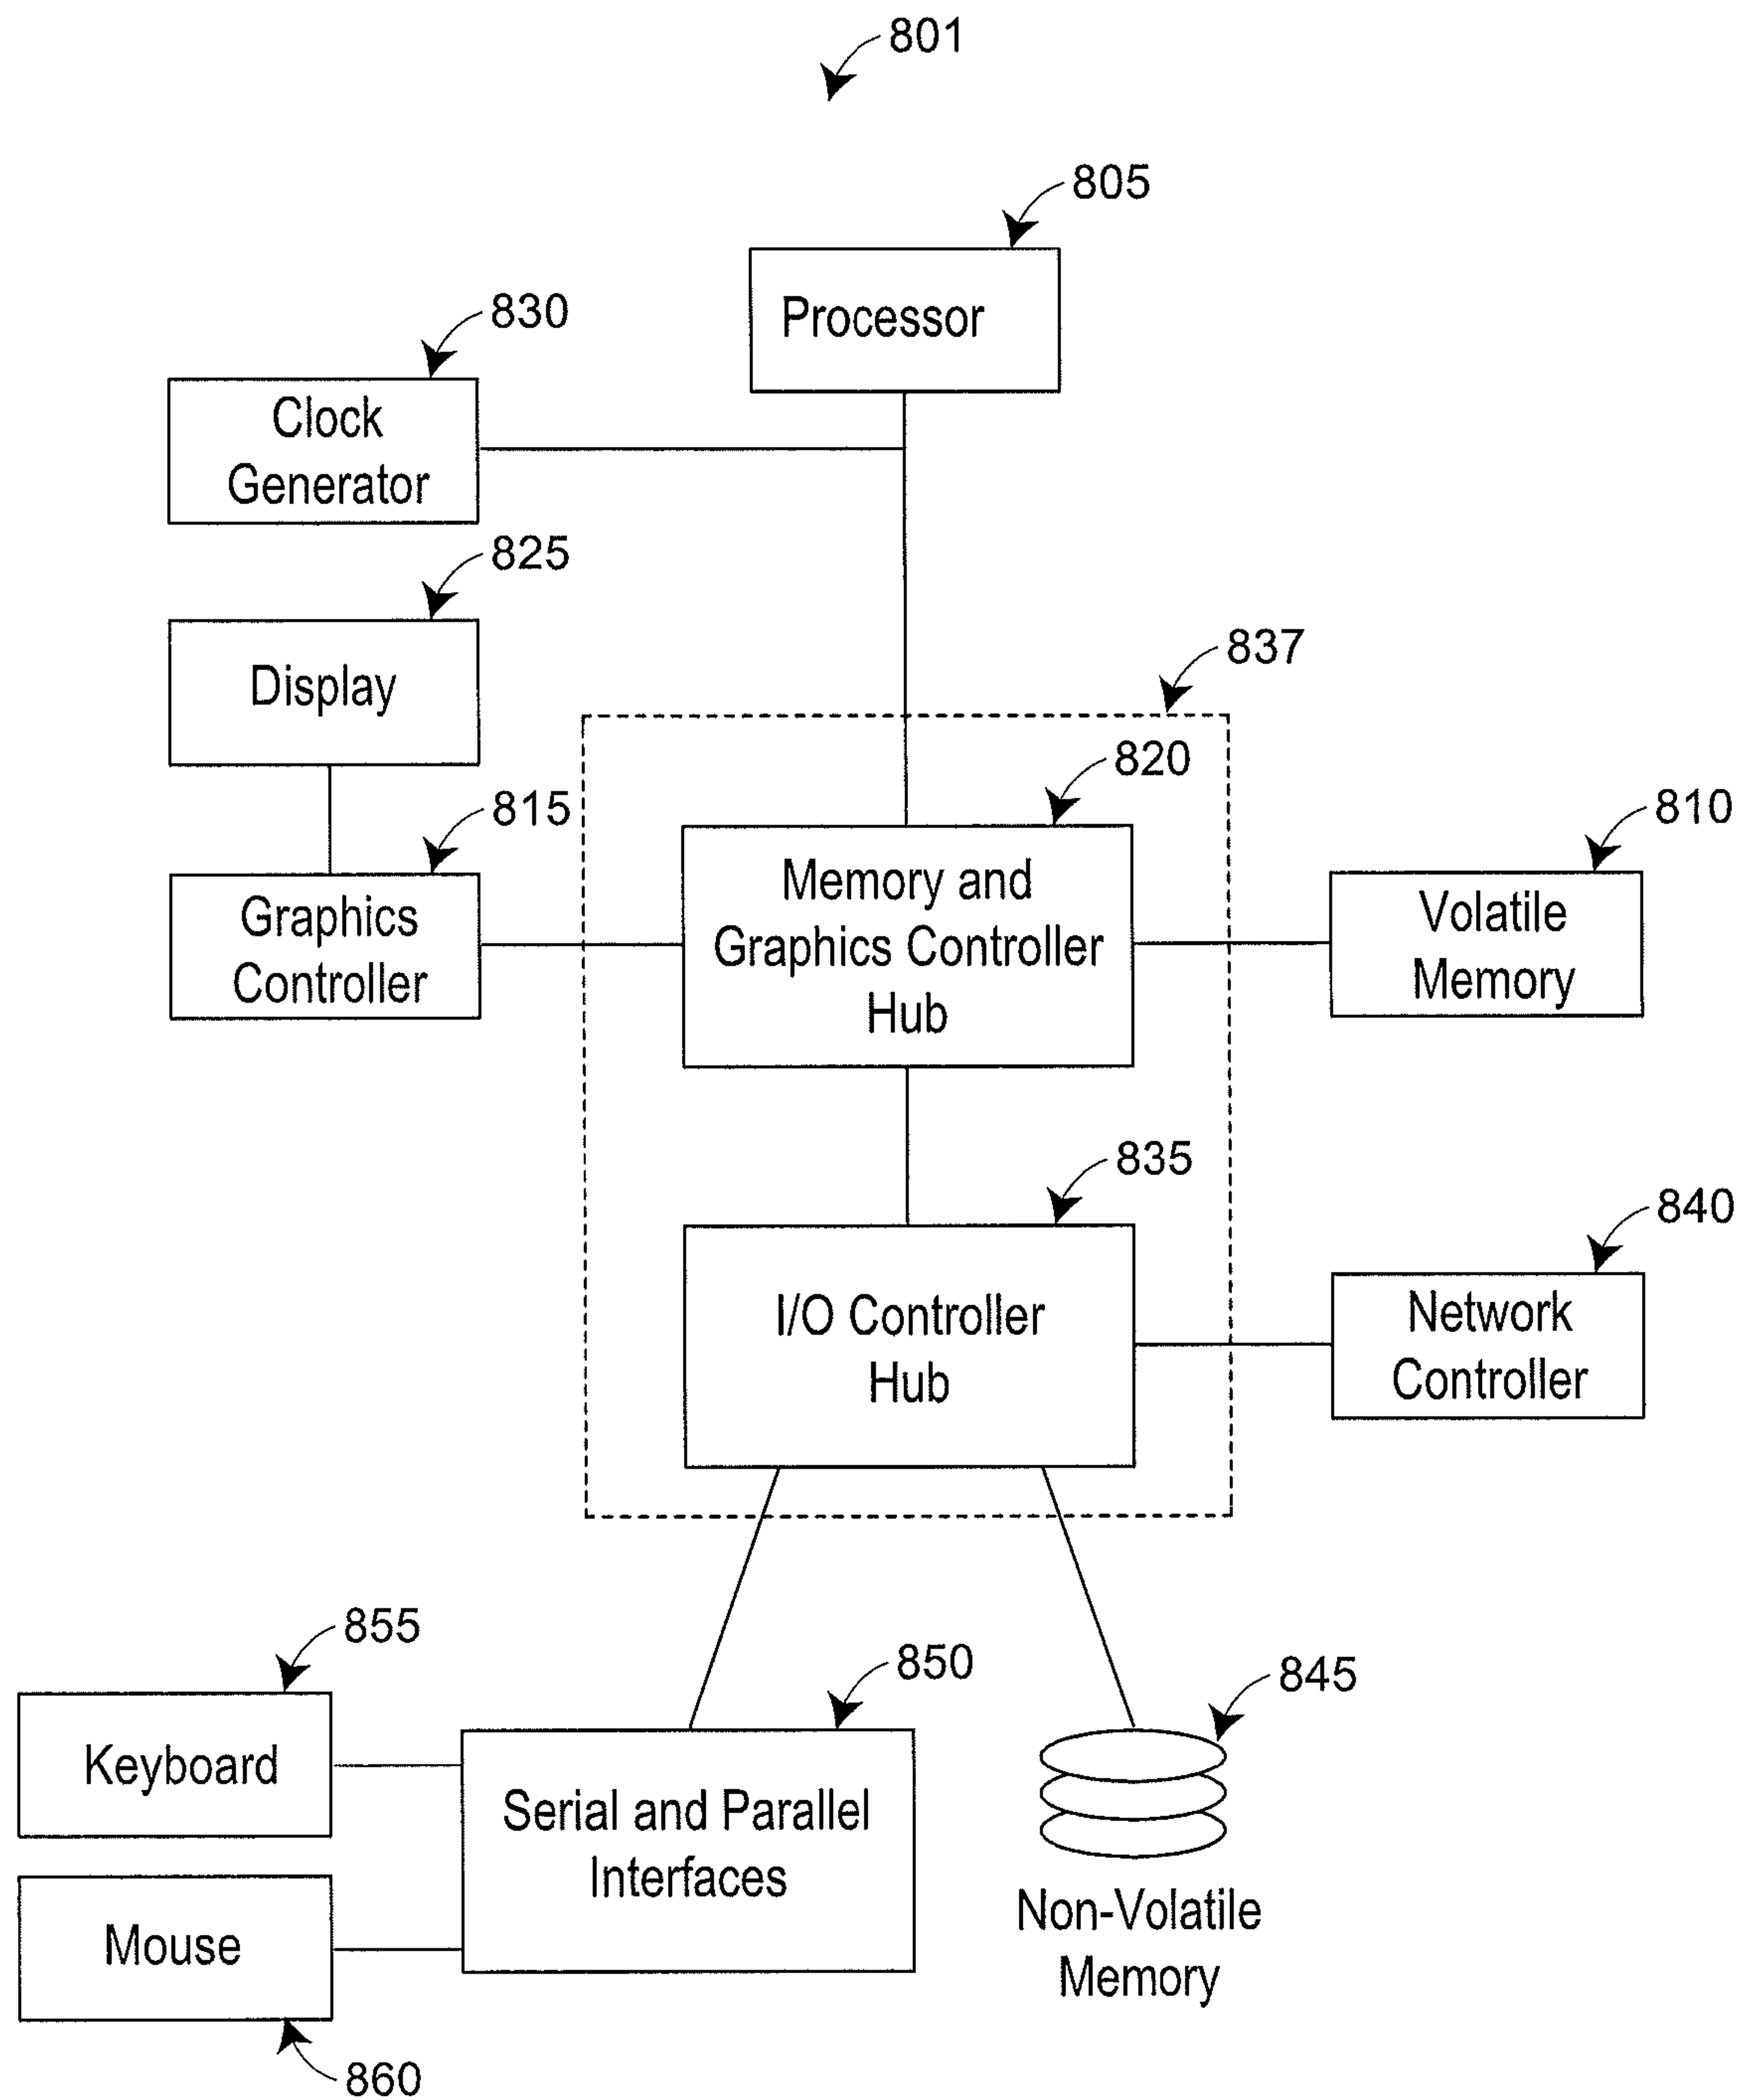 801
805
Processor
830
Clock
Generator
825
Display
837
820
815
810
Memory and
Graphics Controller
Hub
Graphics
Controller
Volatile
Memory
835
840
I/O Controller
Hub
Network
Controller
855
850
845
Keyboard
Serial and Parallel
Interfaces
Non-Volatile
Memory
Mouse
860